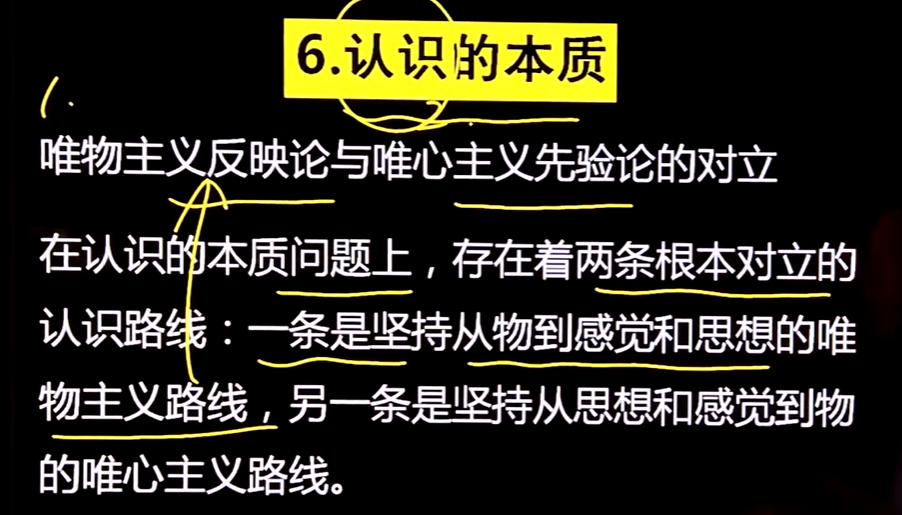 6.认识的本质
1.
唯物主义反映论与唯心主义先验论的对立
在认识的本质问题上，存在着两条根本对立的
认识路线：一条是坚持从物到感觉和思想的唯
物主义路线，另一条是坚持从思想和感觉到物
的唯心主义路线。